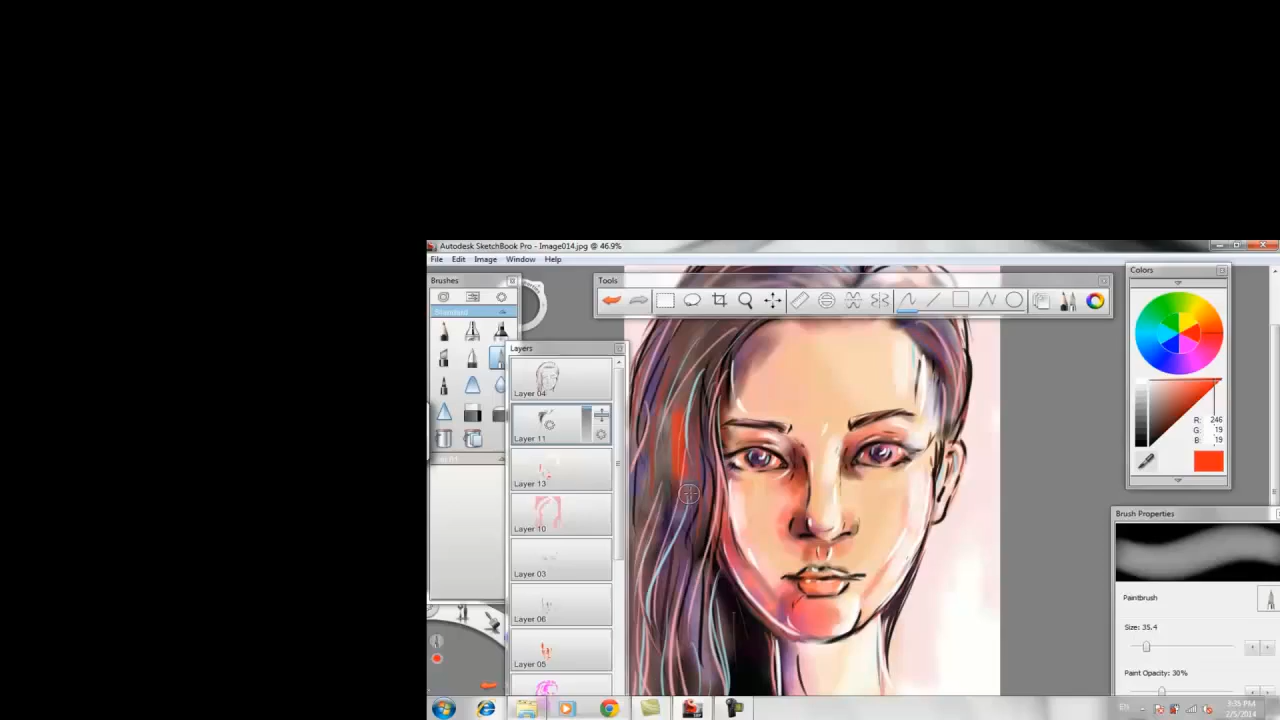 Autodesk SketchBook Pro - Image014.jpg @ 46.9%
File Edit Image Window Help
Brushes
Tools
Colors
Standard
Layers
Layer 04
Layer 11
Layer 13
Layer 10
Layer 03
Layer 06
Layer 05
R: 246
G: 19
B: 19
Brush Properties
Paintbrush
Size: 35.4
Paint Opacity: 30%
EN
3:35 PM
2/5/2014